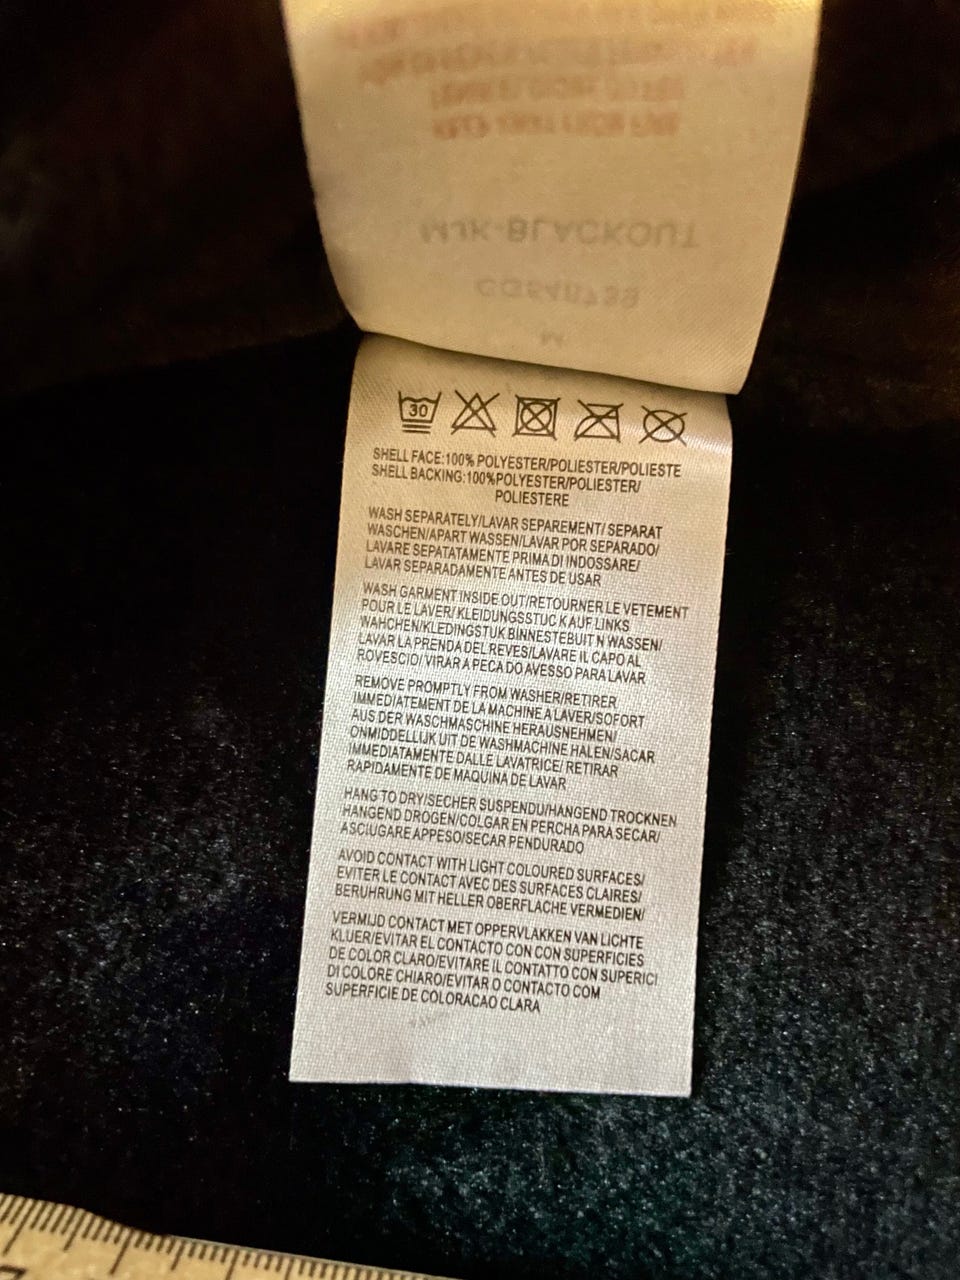 M1K-BLACKOUT
M
30
SHELL FACE:100% POLYESTER/POLIESTER/POLIESTE
SHELL BACKING:100%POLYESTER/POLIESTER/
POLIESTERE
WASH SEPARATELY/LAVAR SEPAREMENT/ SEPARAT
WASCHEN/APART WASSEN/LAVAR POR SEPARADO/
LAVARE SEPATATAMENTE PRIMA DI INDOSSARE/
LAVAR SEPARADAMENTE ANTES DE USAR
WASH GARMENT INSIDE OUT/RETOURNER LE VETEMENT
POUR LE LAVER/ KLEIDUNGSSTUC K AUF LINKS
WAHCHEN/KLEDINGSTUK BINNESTEBUIT N WASSEN/
LAVAR LA PRENDA DEL REVES/LAVARE IL CAPO AL
ROVESCIO/ VIRAR A PECA DO AVESSO PARA LAVAR
REMOVE PROMPTLY FROM WASHER/RETIRER
IMMEDIATEMENT DE LA MACHINE A LAVER/SOFORT
AUS DER WASCHMASCHINE HERAUSNEHMEN/
ONMIDDELLIJK UIT DE WASHMACHINE HALEN/SACAR
IMMEDIATAMENTE DALLE LAVATRICE/ RETIRAR
RAPIDAMENTE DE MAQUINA DE LAVAR
HANG TO DRY/SECHER SUSPENDU/HANGEND TROCKNEN
HANGEND DROGEN/COLGAR EN PERCHA PARA SECAR/
ASCIUGARE APPESO/SECAR PENDURADO
AVOID CONTACT WITH LIGHT COLOURED SURFACES/
EVITER LE CONTACT AVEC DES SURFACES CLAIRES/
BERUHRUNG MIT HELLER OBERFLACHE VERMEDIEN/
VERMIJD CONTACT MET OPPERVLAKKEN VAN LICHTE
KLUER/EVITAR EL CONTACTO CON CON SUPERFICIES
DE COLOR CLARO/EVITARE IL CONTATTO CON SUPERICI
DI COLORE CHIARO/EVITAR O CONTACTO COM
SUPERFICIE DE COLORACAO CLARA